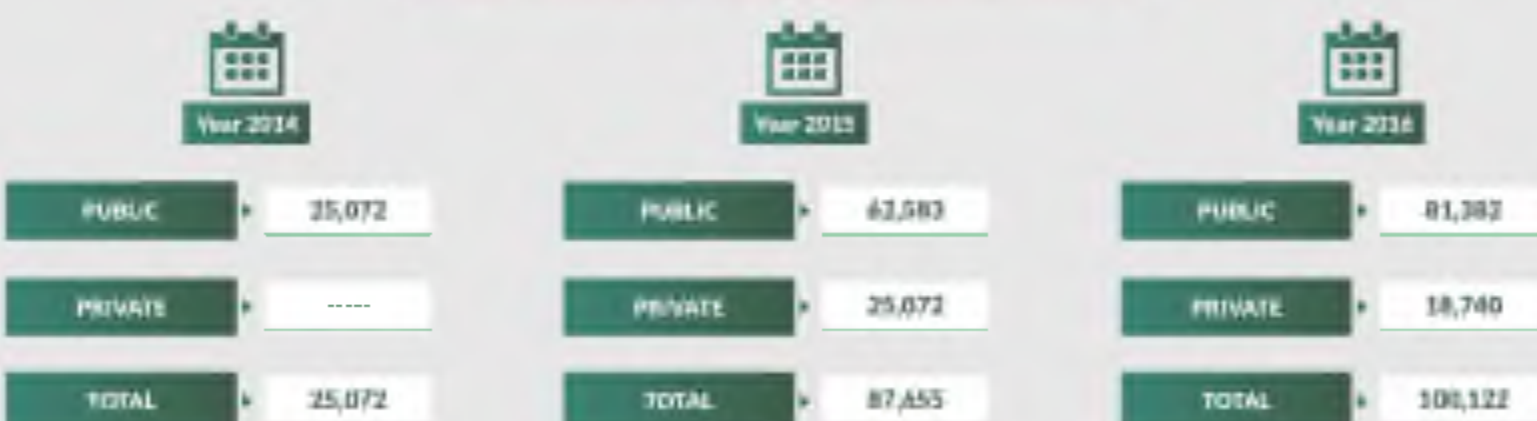 Year 2014 Year 2015 Year 2016
PUBLIC 25,072 PUBLIC 62,583 PUBLIC 81,382
PRIVATE ----- PRIVATE 25,072 PRIVATE 18,740
TOTAL 25,072 TOTAL 87,655 TOTAL 100,122